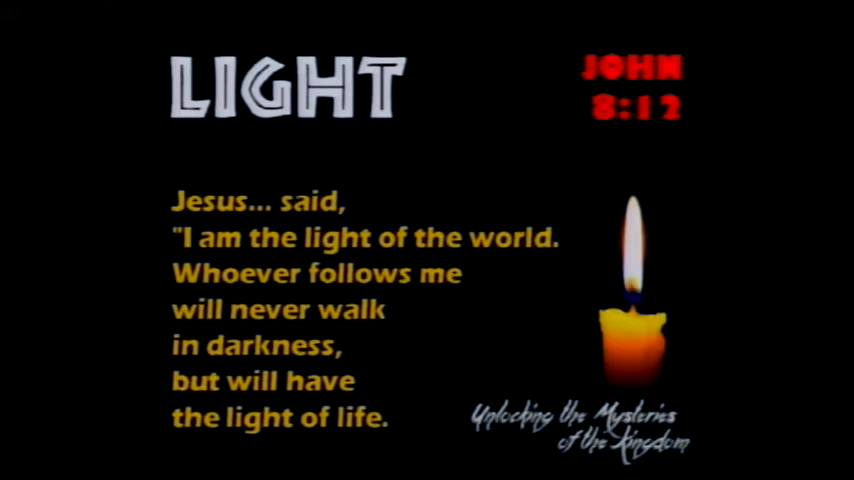 LIGHT
JOHN
8:12
Jesus... said,
"I am the light of the world.
Whoever follows me
will never walk
in darkness,
but will have
the light of life.
Unlocking the Mysteries
of the kingdom